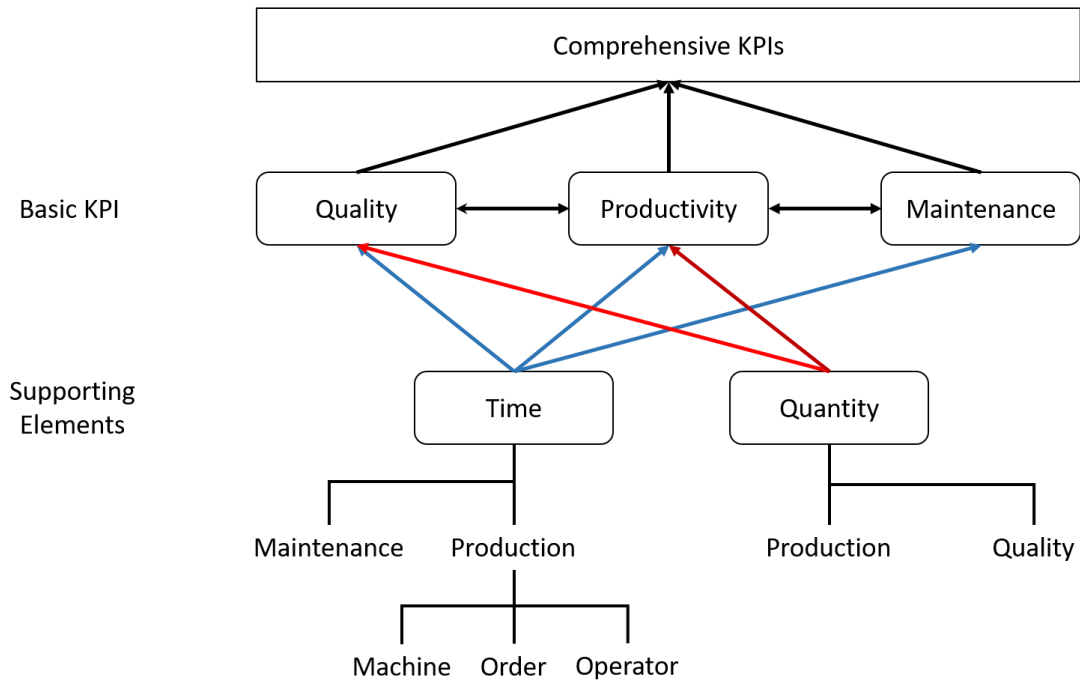 Comprehensive KPIs
Basic KPI
Quality
Productivity
Maintenance
Supporting
Elements
Time
Quantity
Maintenance
Production
Production
Quality
Machine
Order
Operator